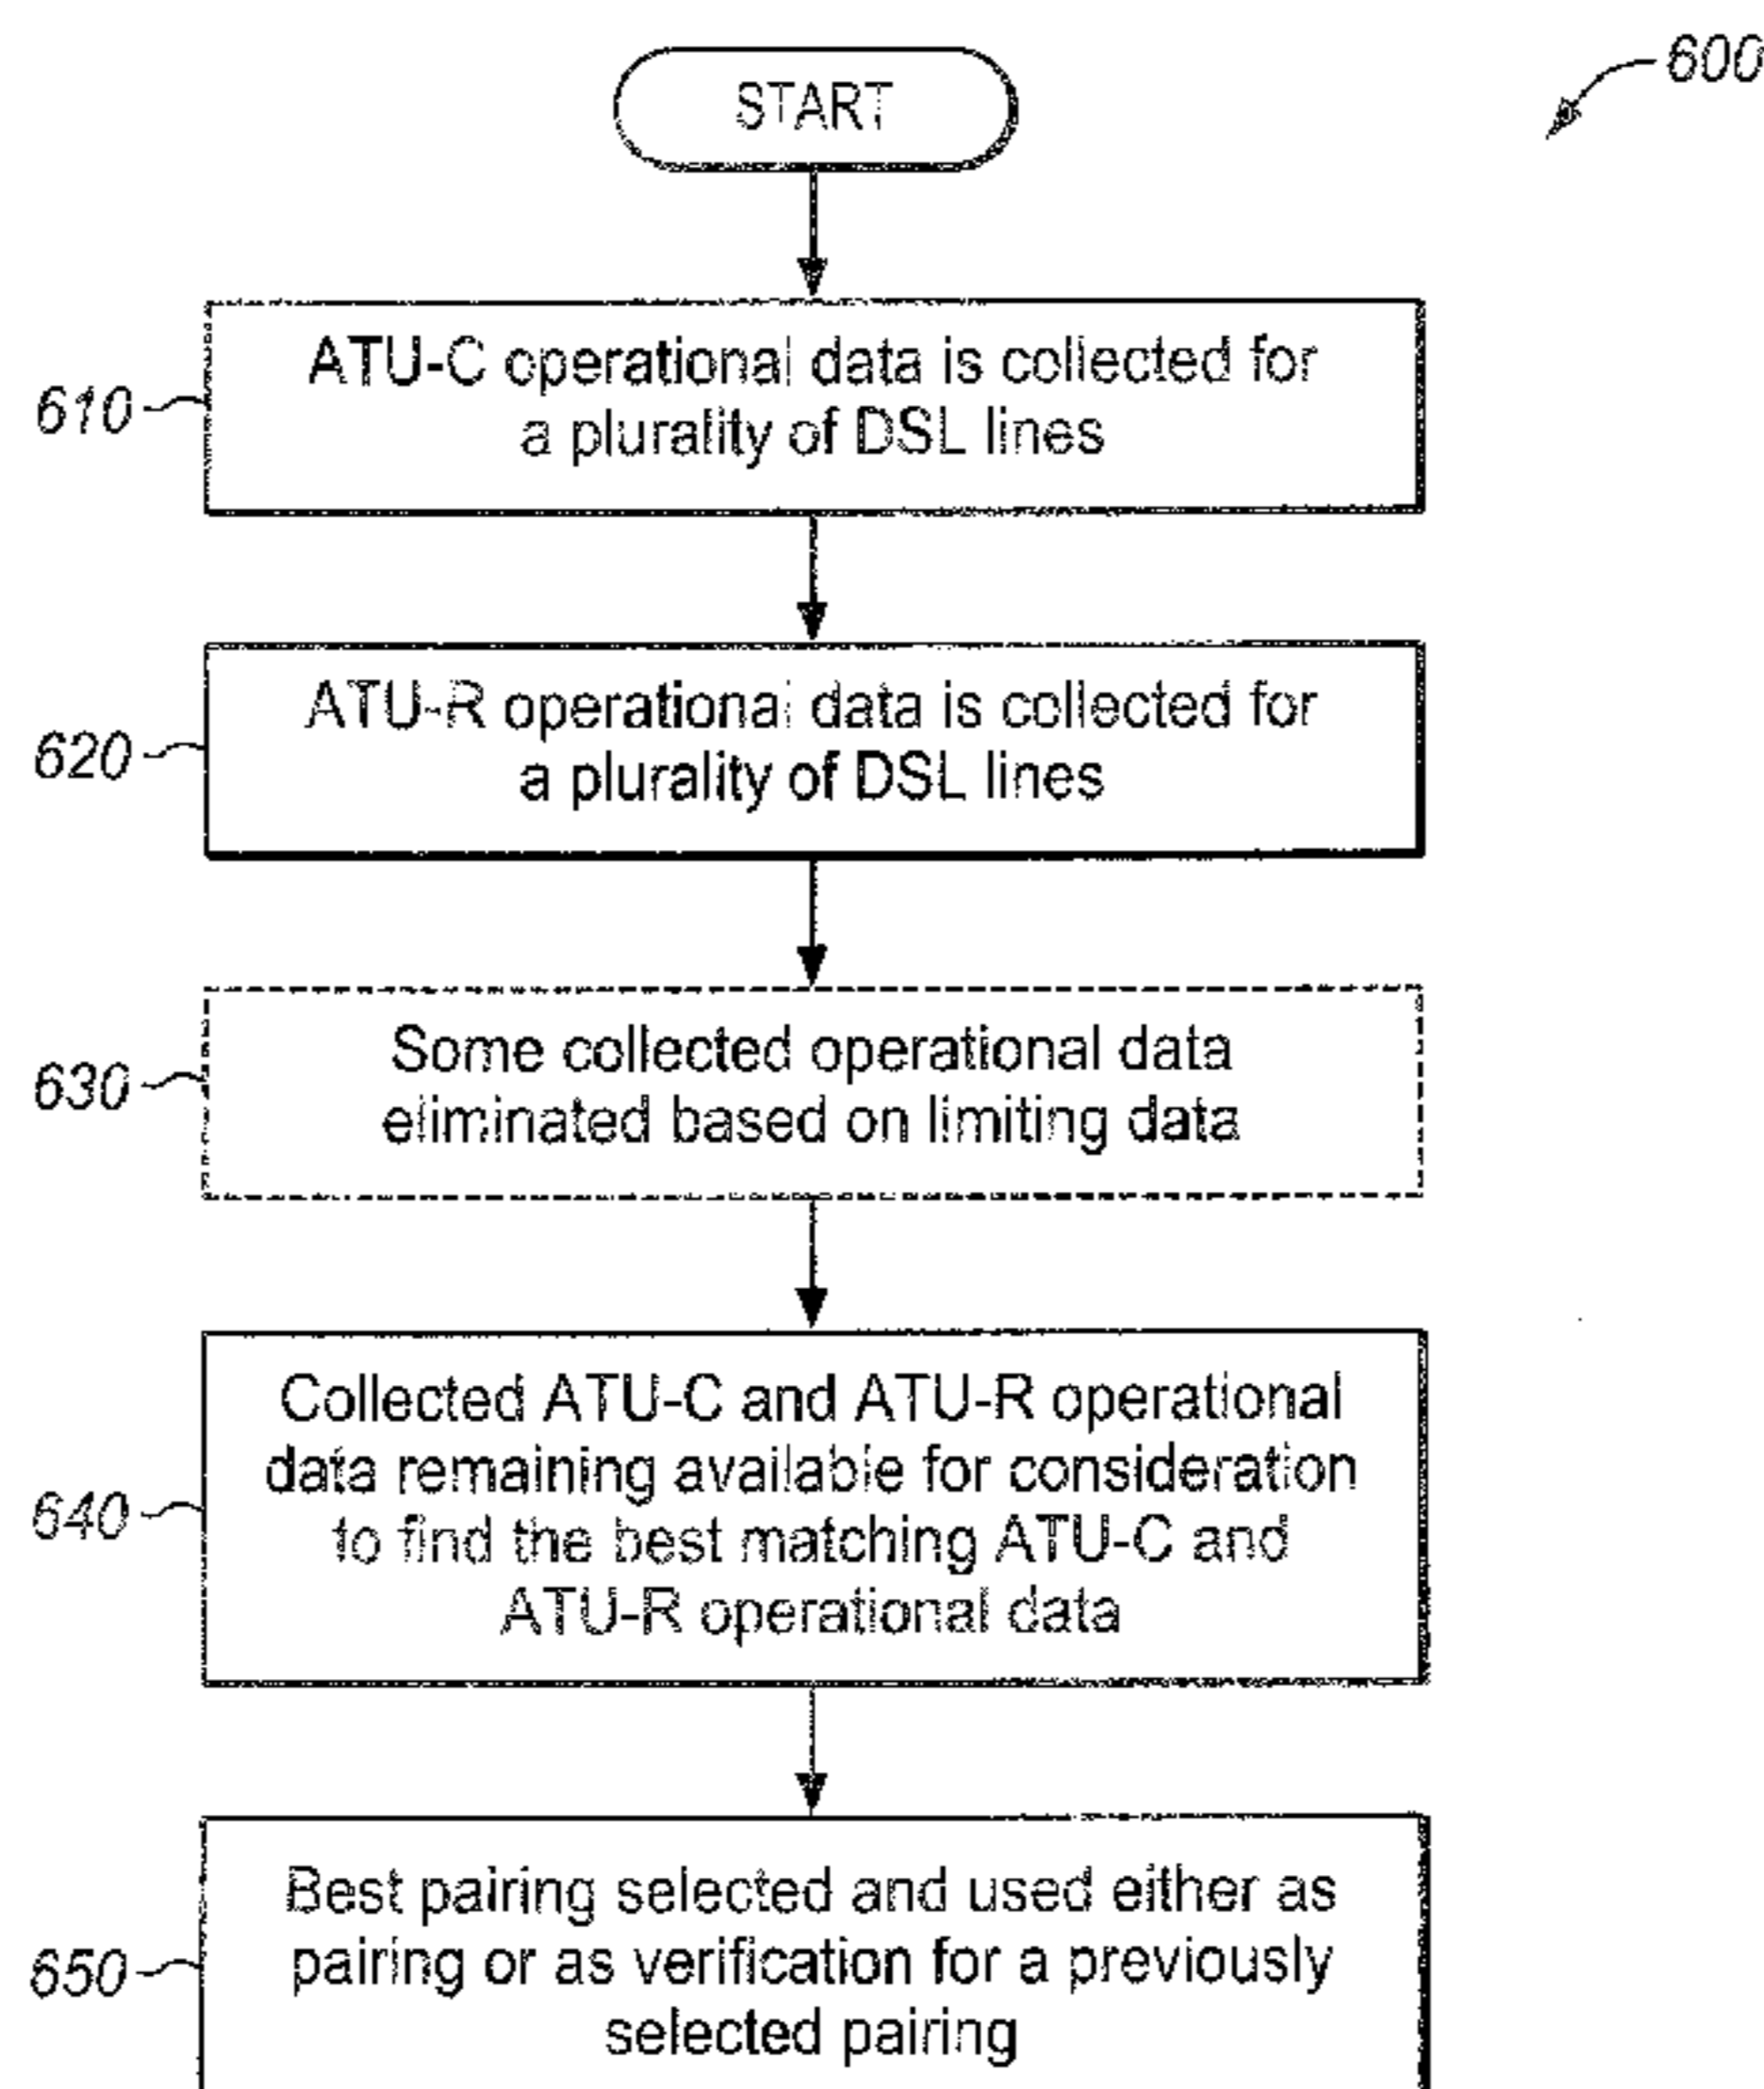 START
600
610
ATU-C operational data is collected for
a plurality of DSL lines
620
ATU-R operational data is collected for
a plurality of DSL lines
630
Some collected operational data
eliminated based on limiting data
640
Collected ATU-C and ATU-R operational
data remaining available for consideration
to find the best matching ATU-C and
ATU-R operational data
650
Best pairing selected and used either as
pairing or as verification for a previously
selected pairing